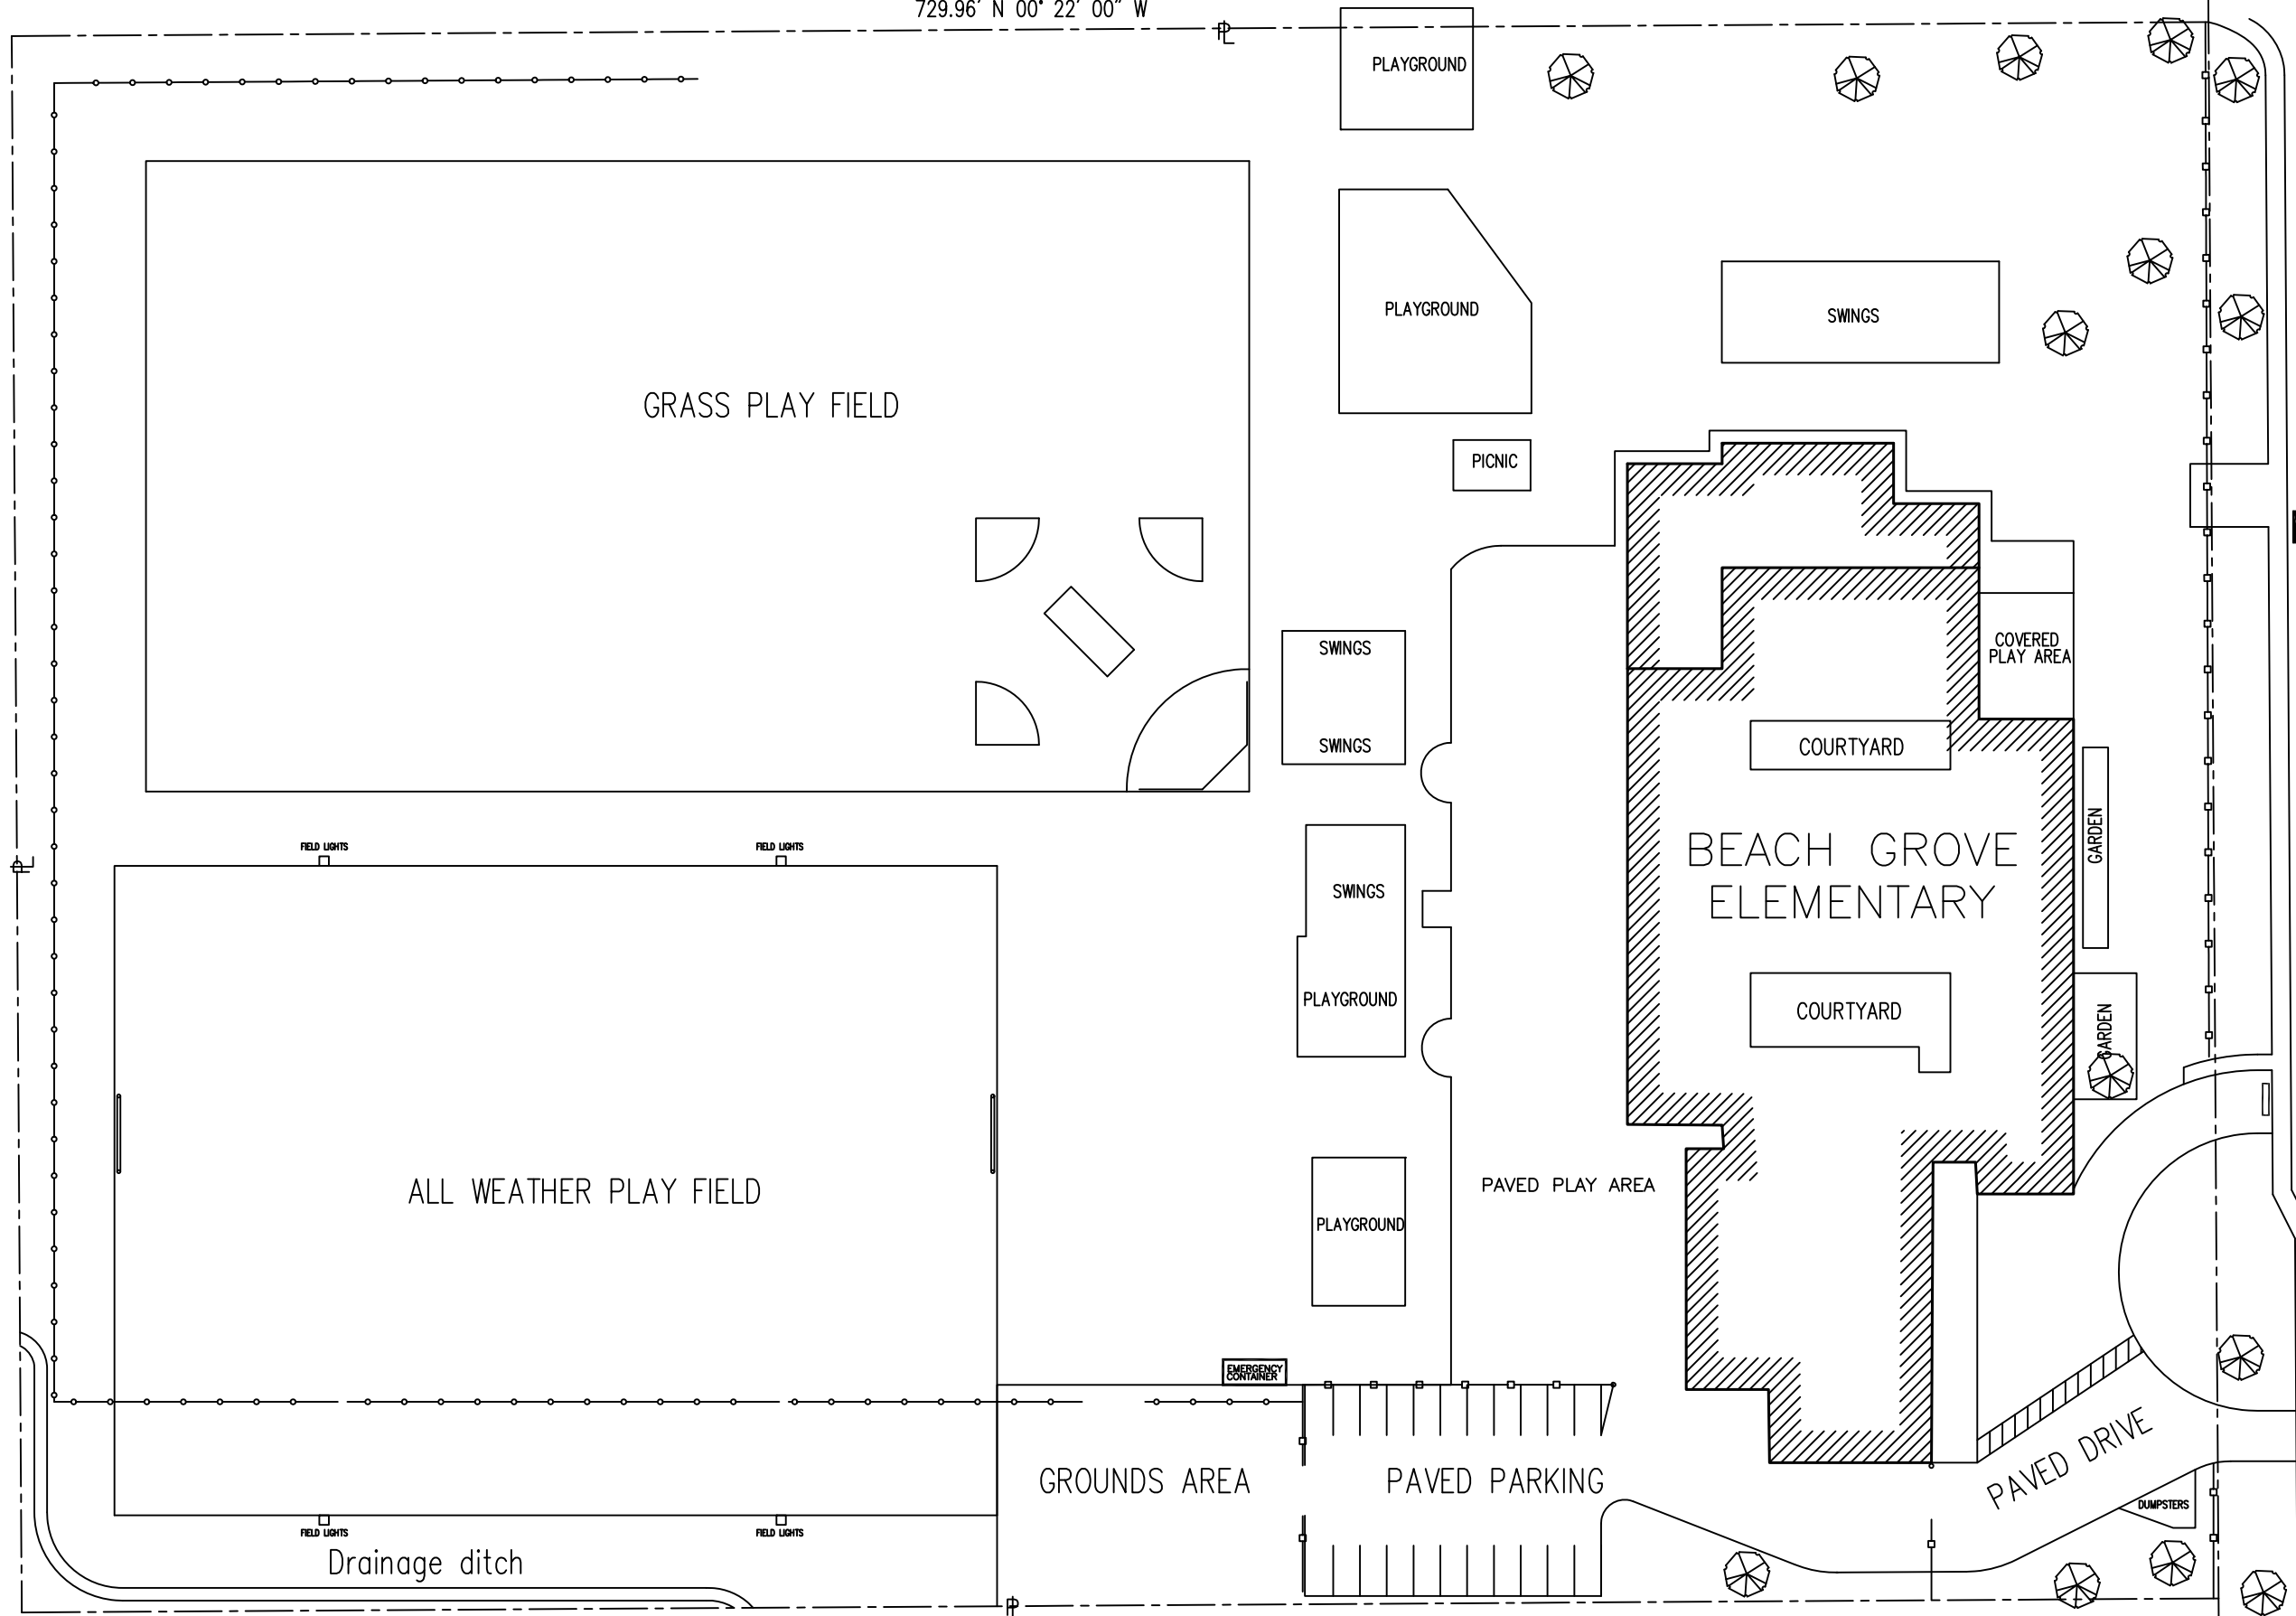 729.96' N 00° 22' 00" W
PL
PLAYGROUND
PLAYGROUND
SWINGS
GRASS PLAY FIELD
PICNIC
SWINGS
SWINGS
COVERED
PLAY AREA
COURTYARD
BEACH GROVE
ELEMENTARY
GARDEN
FIELD LIGHTS
FIELD LIGHTS
PL
SWINGS
PLAYGROUND
COURTYARD
GARDEN
ALL WEATHER PLAY FIELD
PAVED PLAY AREA
PLAYGROUND
EMERGENCY
CONTAINER
GROUNDS AREA
PAVED PARKING
PAVED DRIVE
DUMPSTERS
FIELD LIGHTS
FIELD LIGHTS
Drainage ditch